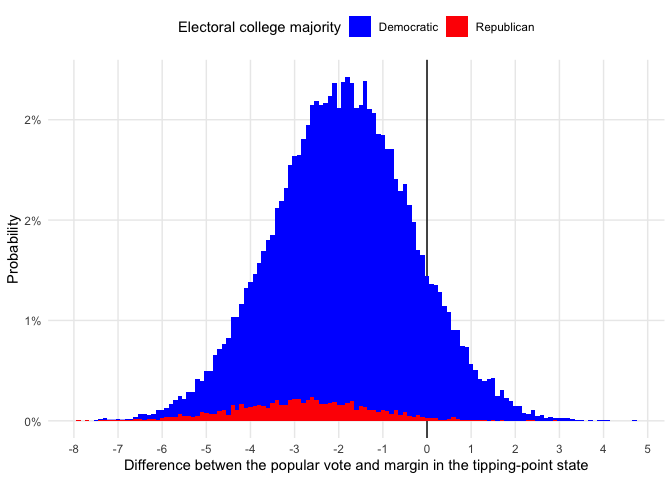 Electoral college majority Democratic Republican
Probability
2%
2%
1%
0%
-8 -7 -6 -5 -4 -3 -2 -1 0 1 2 3 4 5
Difference betwen the popular vote and margin in the tipping-point state